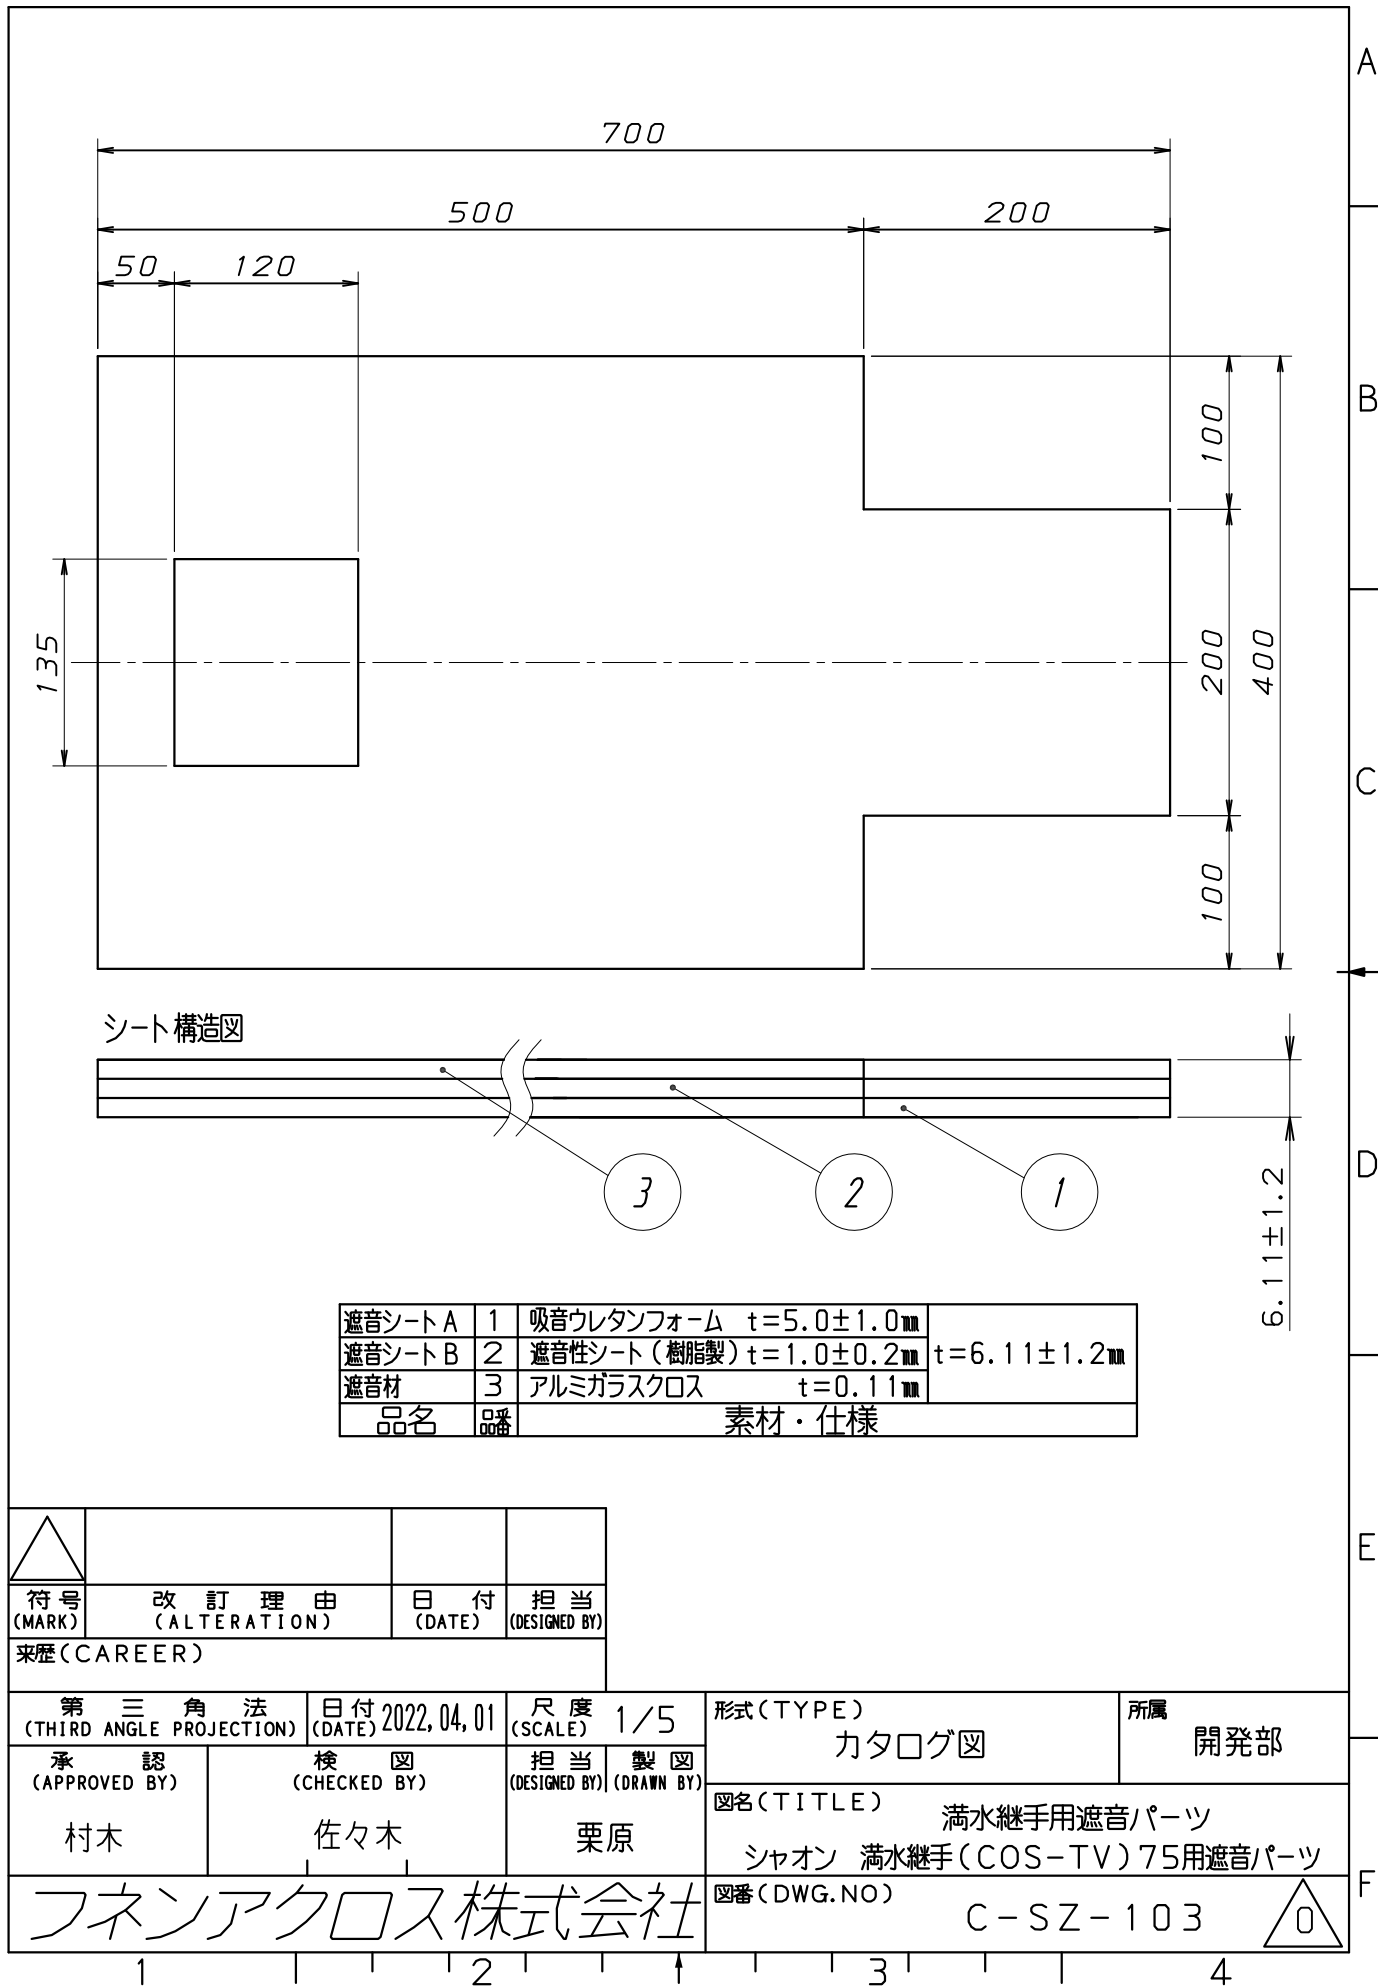 A
700
500
200
50
120
B
100
135
200
400
C
100
シート構造図
D
3
2
1
6.11±1.2
遮音シートA 1 吸音ウレタンフォーム t=5.0±1.0㎜
遮音シートB 2 遮音性シート(樹脂製) t=1.0±0.2㎜ t=6.11±1.2㎜
遮音材 3 アルミガラスクロス t=0.11㎜
品名 品番 素材・仕様
E
符号 改訂理由 日付 担当
(MARK) (ALTERATION) (DATE) (DESIGNED BY)
来歴(CAREER)
第三角法 日付 2022,04,01 尺度 1/5
(THIRD ANGLE PROJECTION) (DATE) (SCALE)
形式(TYPE)
カタログ図
所属
開発部
承認 検図 担当 製図
(APPROVED BY) (CHECKED BY) (DESIGNED BY) (DRAWN BY)
村木 佐々木 栗原
図名(TITLE)
満水継手用遮音パーツ
シャオン 満水継手(COS-TV)75用遮音パーツ
F
フネンアクロス株式会社
図番(DWG.NO)
C-SZ-103
0
1 2 3 4